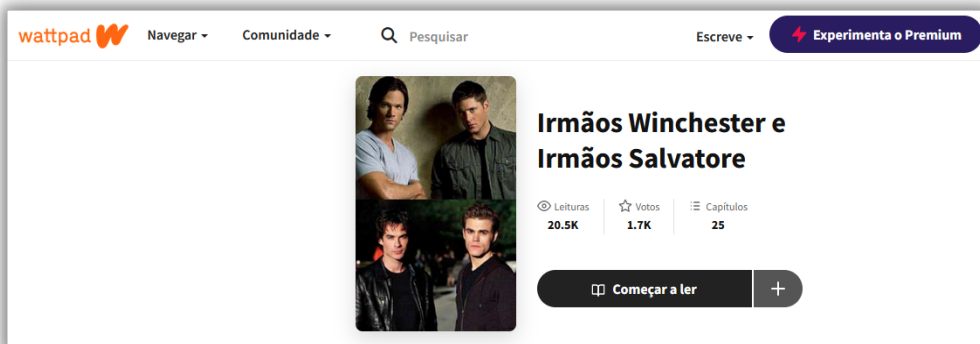 wattpad
Navegar
Comunidade
Pesquisar
Escreve
Experimenta o Premium
Irmãos Winchester e
Irmãos Salvatore
Leituras
Votos
Capítulos
20.5K
1.7K
25
Começar a ler